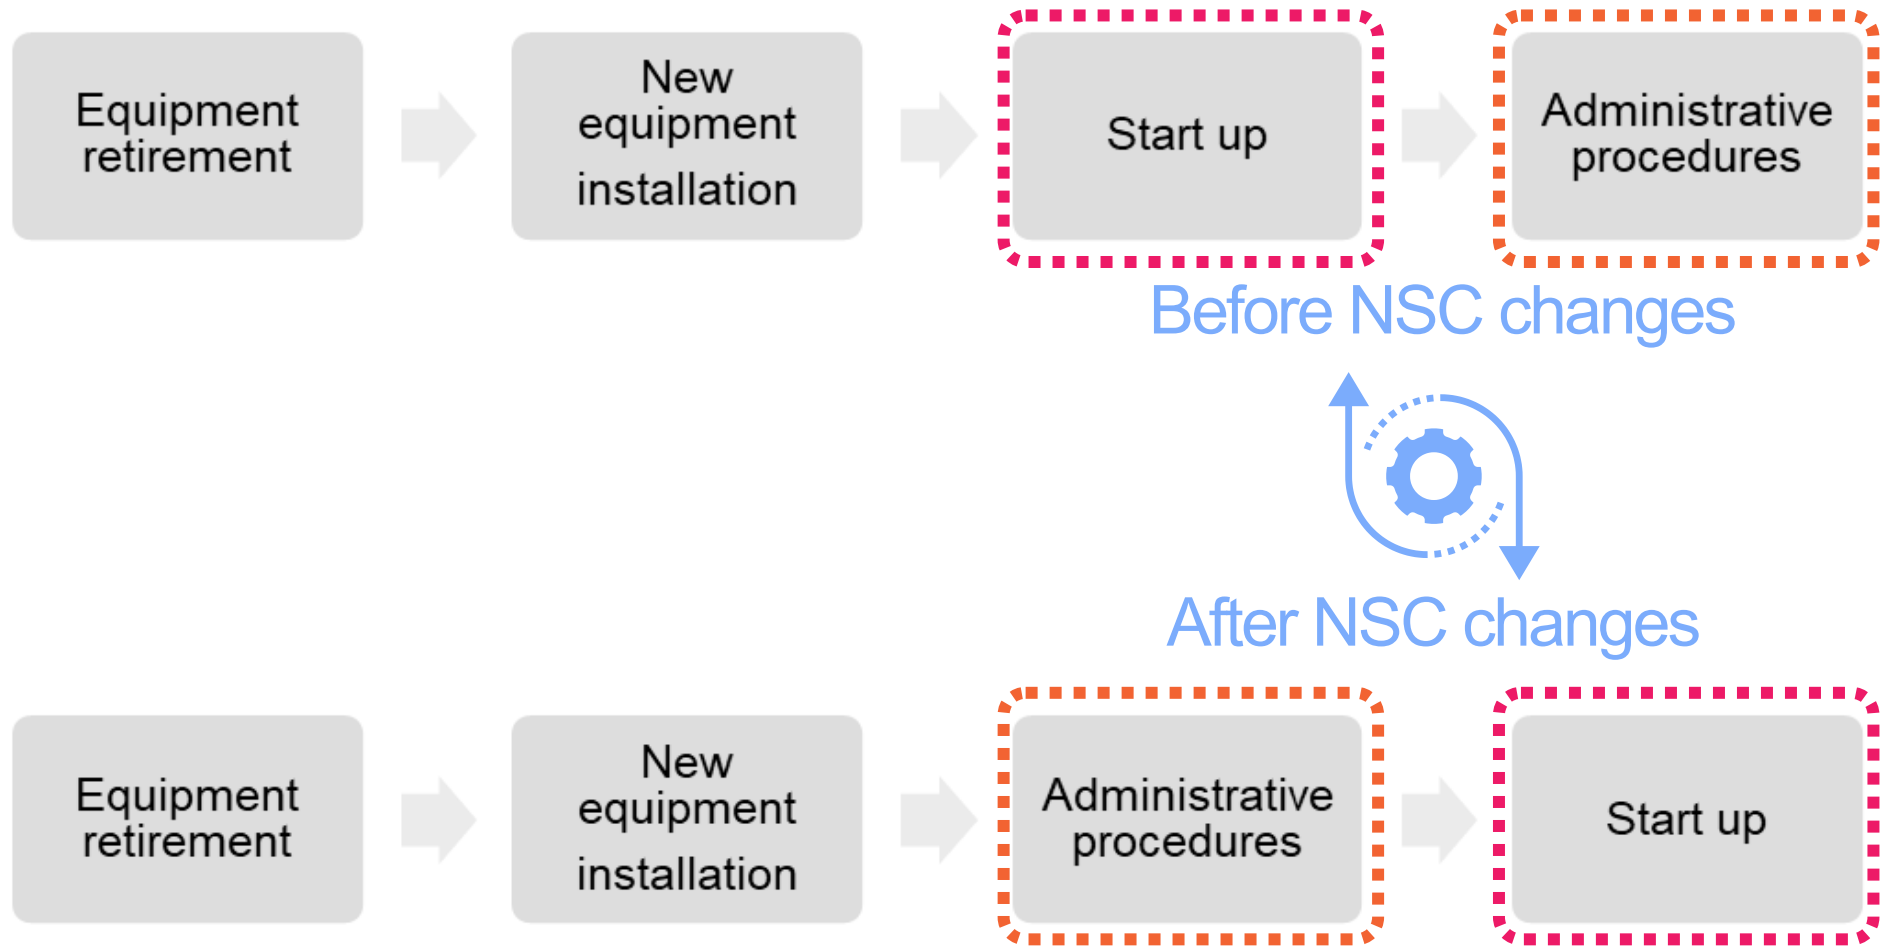 Equipment
retirement
New
equipment
installation
Start up
Administrative
procedures
Before NSC changes
After NSC changes
Equipment
retirement
New
equipment
installation
Administrative
procedures
Start up